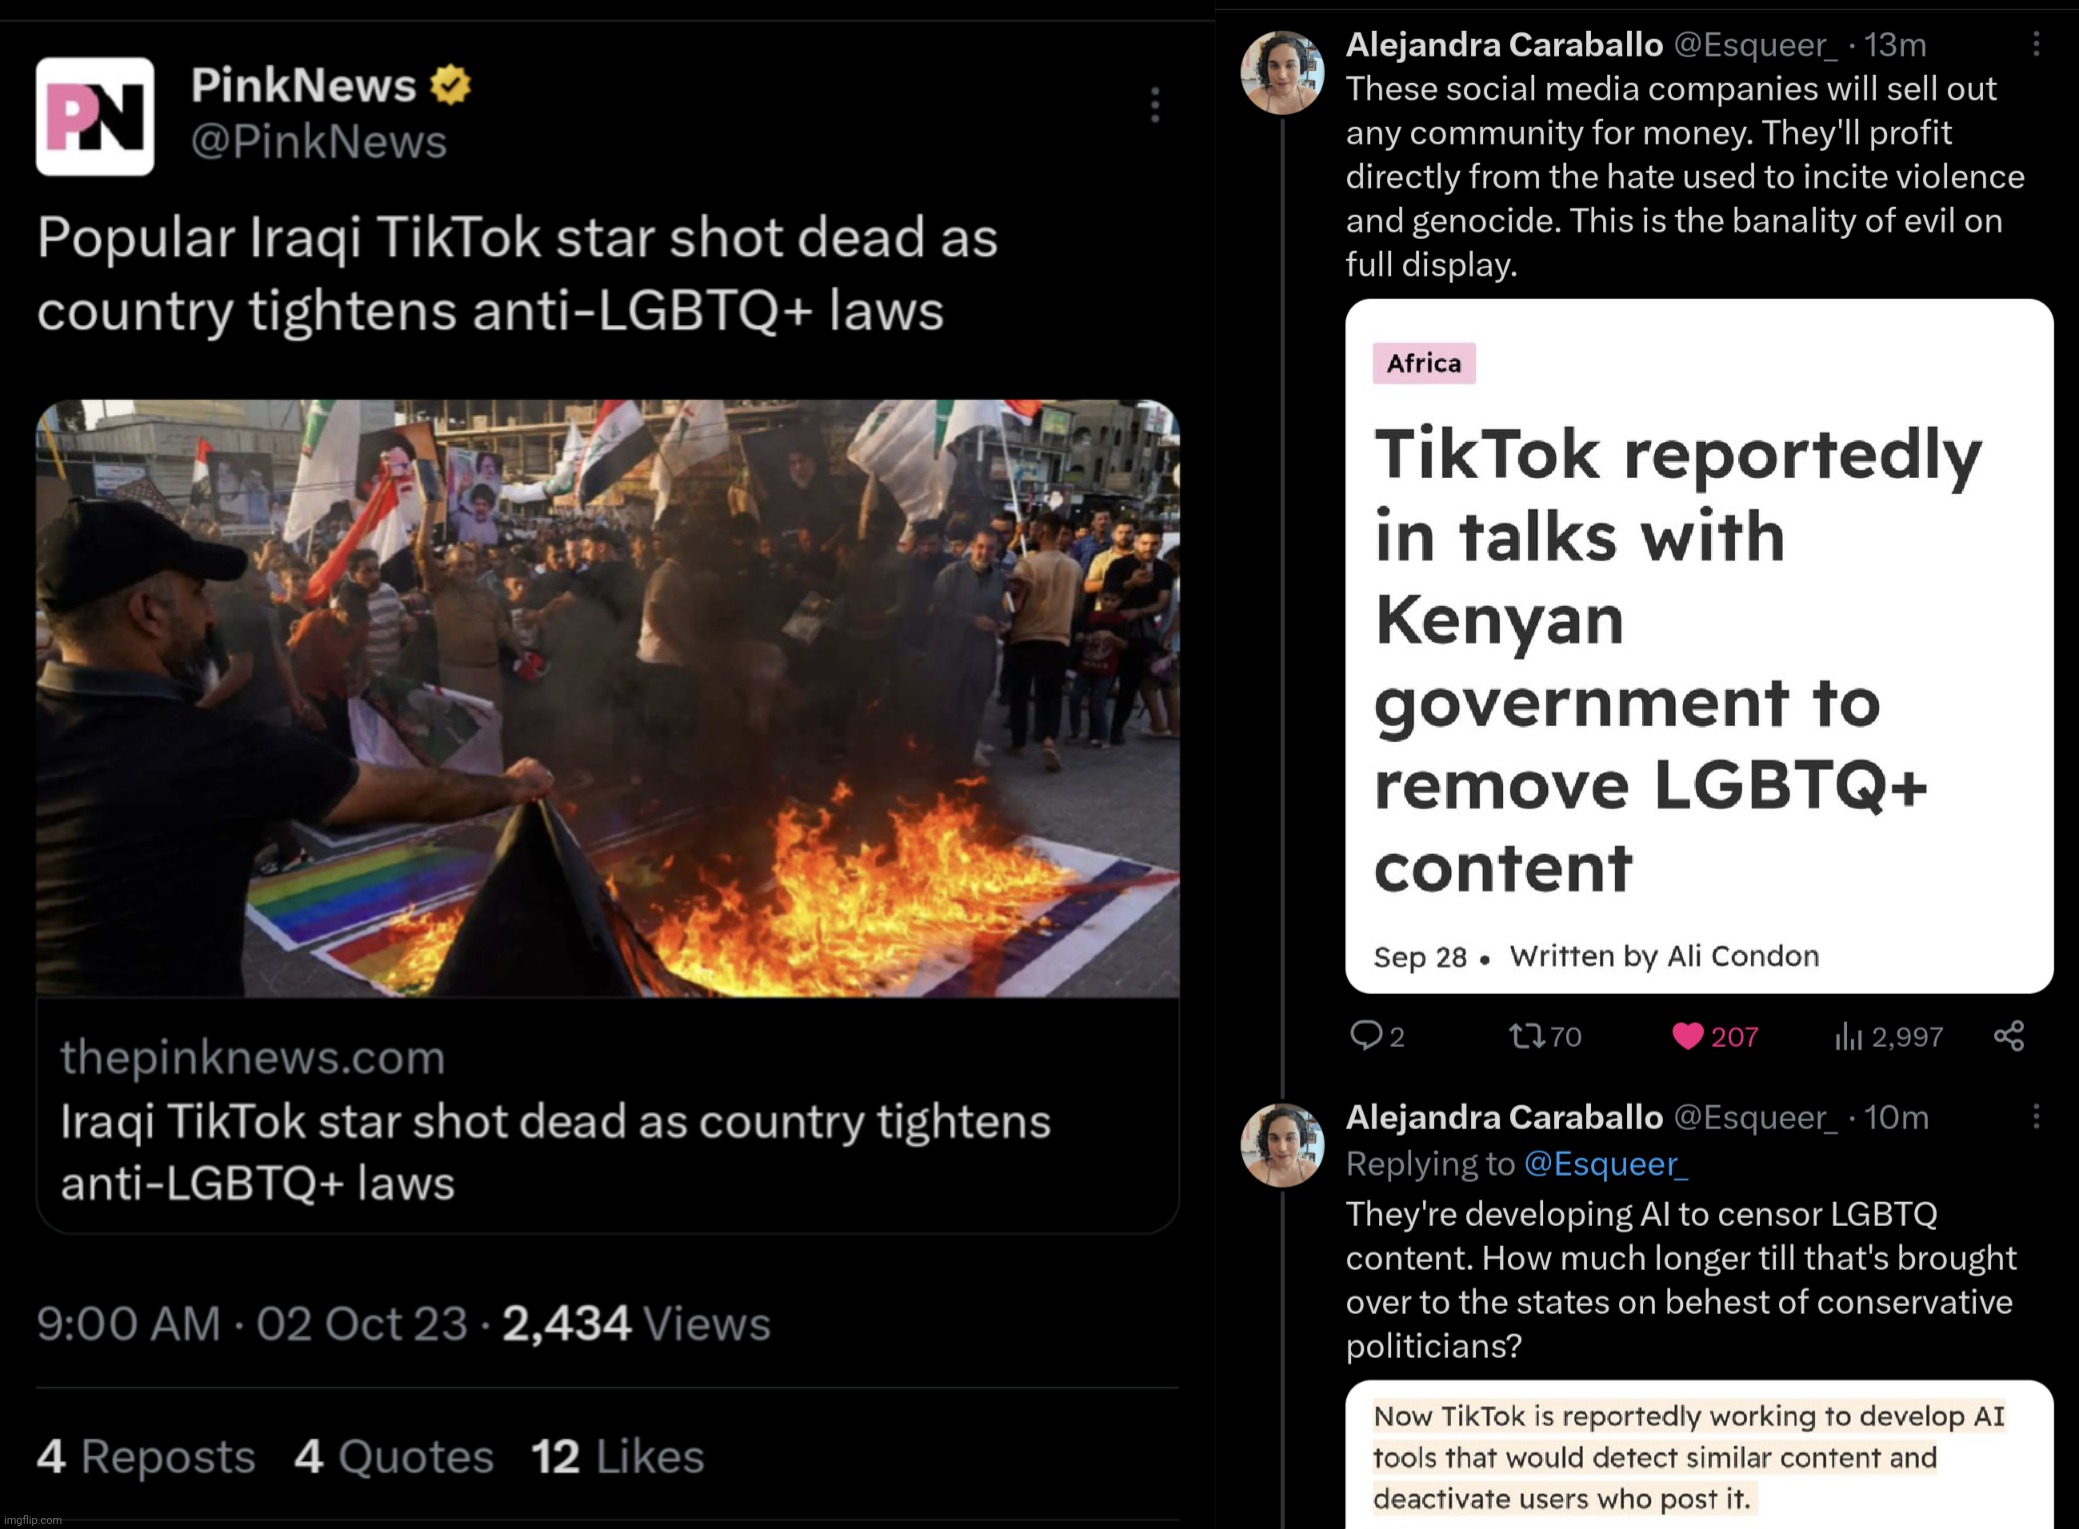 PN
PinkNews
@PinkNews
Popular Iraqi TikTok star shot dead as
country tightens anti-LGBTQ+ laws
thepinknews.com
Iraqi TikTok star shot dead as country tightens
anti-LGBTQ+ laws
9:00 AM · 02 Oct 23 · 2,434 Views
4 Reposts 4 Quotes 12 Likes
Alejandra Caraballo @Esqueer_ · 13m
These social media companies will sell out
any community for money. They'll profit
directly from the hate used to incite violence
and genocide. This is the banality of evil on
full display.
Africa
TikTok reportedly
in talks with
Kenyan
government to
remove LGBTQ+
content
Sep 28 • Written by Ali Condon
2 70 207 2,997
Alejandra Caraballo @Esqueer_ · 10m
Replying to @Esqueer_
They're developing AI to censor LGBTQ
content. How much longer till that's brought
over to the states on behest of conservative
politicians?
Now TikTok is reportedly working to develop AI
tools that would detect similar content and
deactivate users who post it.
imgflip.com